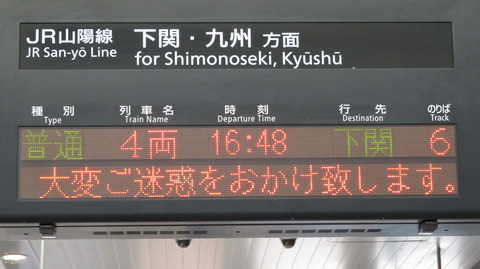 JR山陽線 下関・九州 方面
JR San-yō Line for Shimonoseki, Kyūshū
種別 列車名 時刻 行先 のりば
Type Train Name Departure Time Destination Track
普通 4両 16:48 下関 6
大変ご迷惑をおかけ致します。